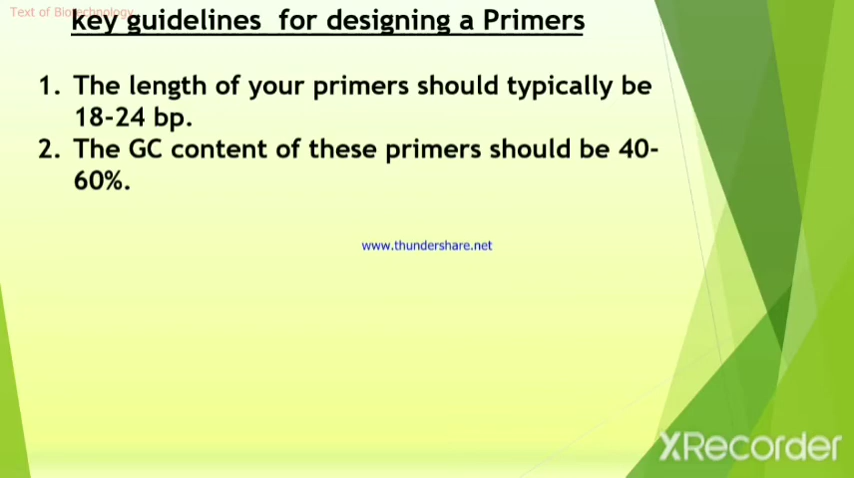 Text of Biotechnology
key guidelines for designing a Primers
1. The length of your primers should typically be
18-24 bp.
2. The GC content of these primers should be 40-
60%.
www.thundershare.net
XRecorder